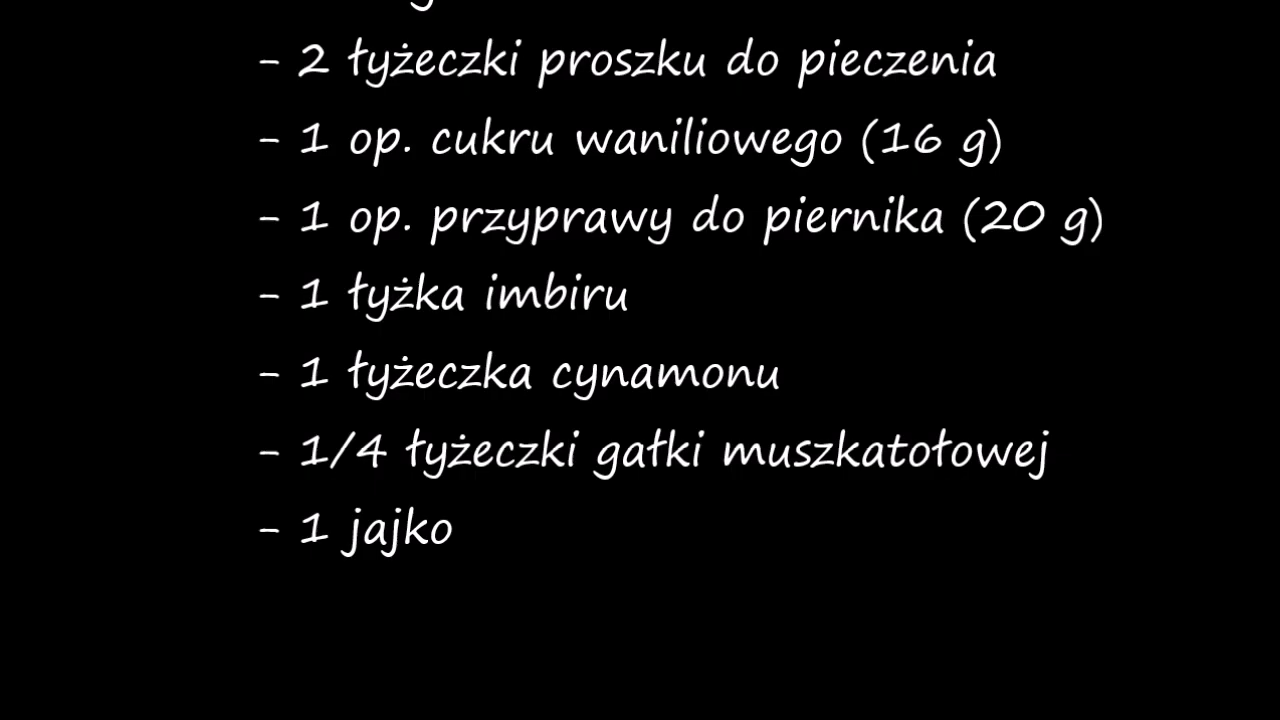 - 2 łyżeczki proszku do pieczenia
- 1 op. cukru waniliowego (16 g)
- 1 op. przyprawy do piernika (20 g)
- 1 łyżka imbiru
- 1 łyżeczka cynamonu
- 1/4 łyżeczki gałki muszkatołowej
- 1 jajko